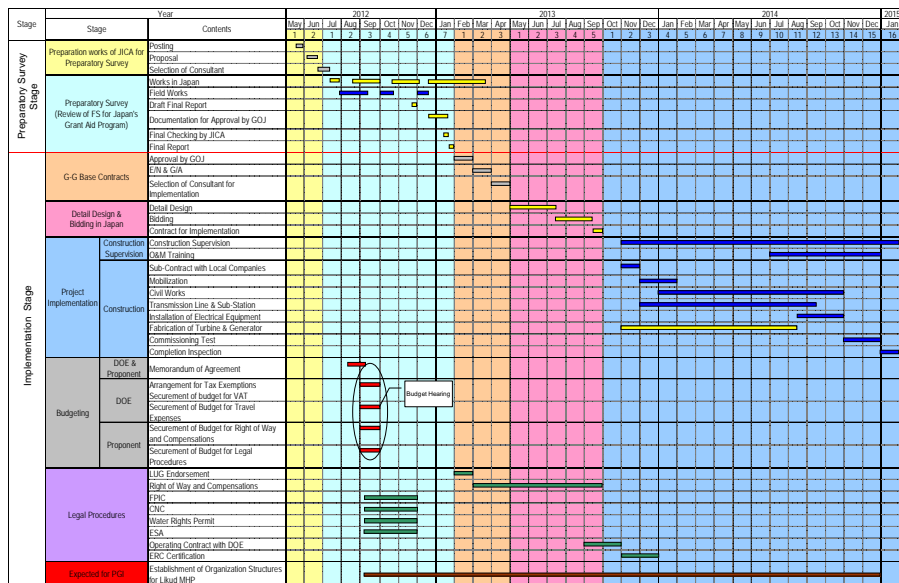 Stage
Year
2012
2013
2014
2015
Stage
Contents
May Jun Jul Aug Sep Oct Nov Dec Jan Feb Mar Apr May Jun Jul Aug Sep Oct Nov Dec Jan Feb Mar Apr May Jun Jul Aug Sep Oct Nov Dec Jan
1 2 1 2 3 4 5 6 7 1 2 3 1 2 3 4 5 1 2 3 4 5 6 7 8 9 10 11 12 13 14 15 16
Preparatory Survey Stage
Preparation works of JICA for Preparatory Survey
Posting
Proposal
Selection of Consultant
Preparatory Survey
(Review of FS for Japan's
Grant Aid Program)
Works in Japan
Field Works
Draft Final Report
Documentation for Approval by GOJ
Final Checking by JICA
Final Report
Implementation Stage
G-G Base Contracts
Approval by GOJ
E/N & G/A
Selection of Consultant for
Implementation
Detail Design &
Bidding in Japan
Detail Design
Bidding
Contract for Implementation
Project
Implementation
Construction
Supervision
Construction Supervision
O&M Training
Construction
Sub-Contract with Local Companies
Mobilization
Civil Works
Transmission Line & Sub-Station
Installation of Electrical Equipment
Fabrication of Turbine & Generator
Commissioning Test
Completion Inspection
Budgeting
DOE &
Proponent
Memorandum of Agreement
DOE
Arrangement for Tax Exemptions
Securement of budget for VAT
Securement of Budget for Travel
Expenses
Budget Hearing
Proponent
Securement of Budget for Right of Way
and Compensations
Securement of Budget for Legal
Procedures
Legal Procedures
LUG Endorsement
Right of Way and Compensations
FPIC
CNC
Water Rights Permit
ESA
Operating Contract with DOE
ERC Certification
Expected for PGI
Establishment of Organization Structures
for Likud MHP